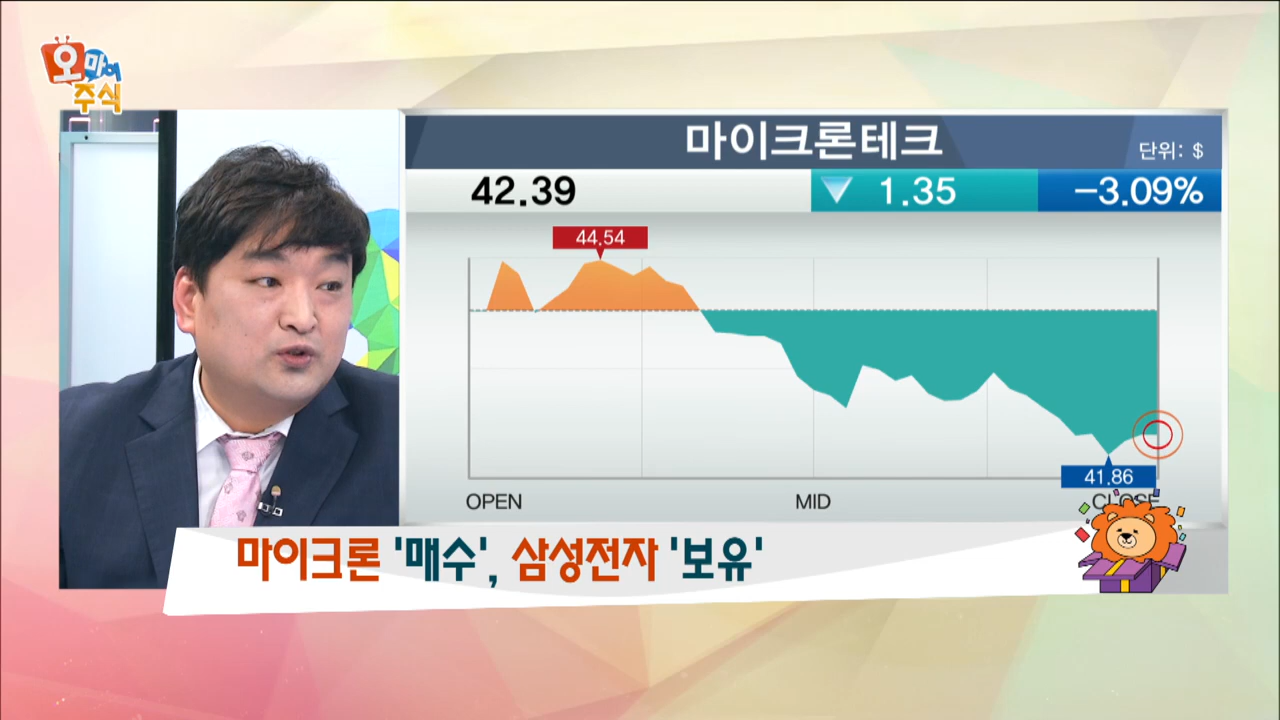 오마이
주식
마이크론테크
단위: $
42.39 ▼ 1.35 -3.09%
44.54
41.86
OPEN MID CLOSE
마이크론 '매수', 삼성전자 '보유'